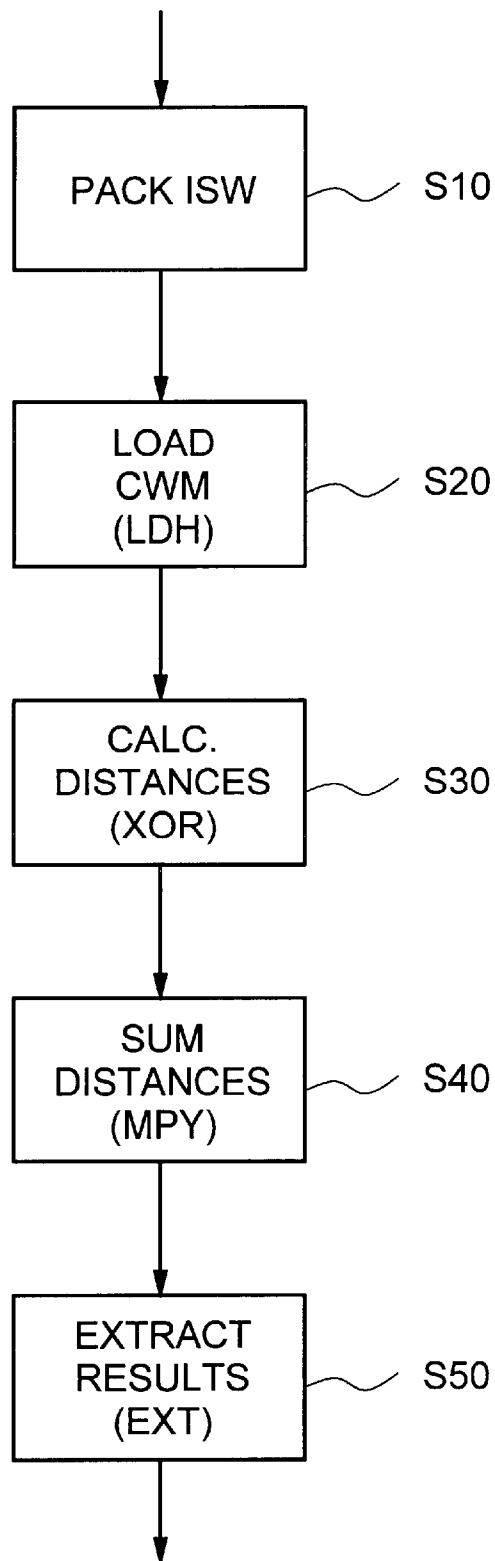 PACK ISW
S10
LOAD
CWM
(LDH)
S20
CALC.
DISTANCES
(XOR)
S30
SUM
DISTANCES
(MPY)
S40
EXTRACT
RESULTS
(EXT)
S50